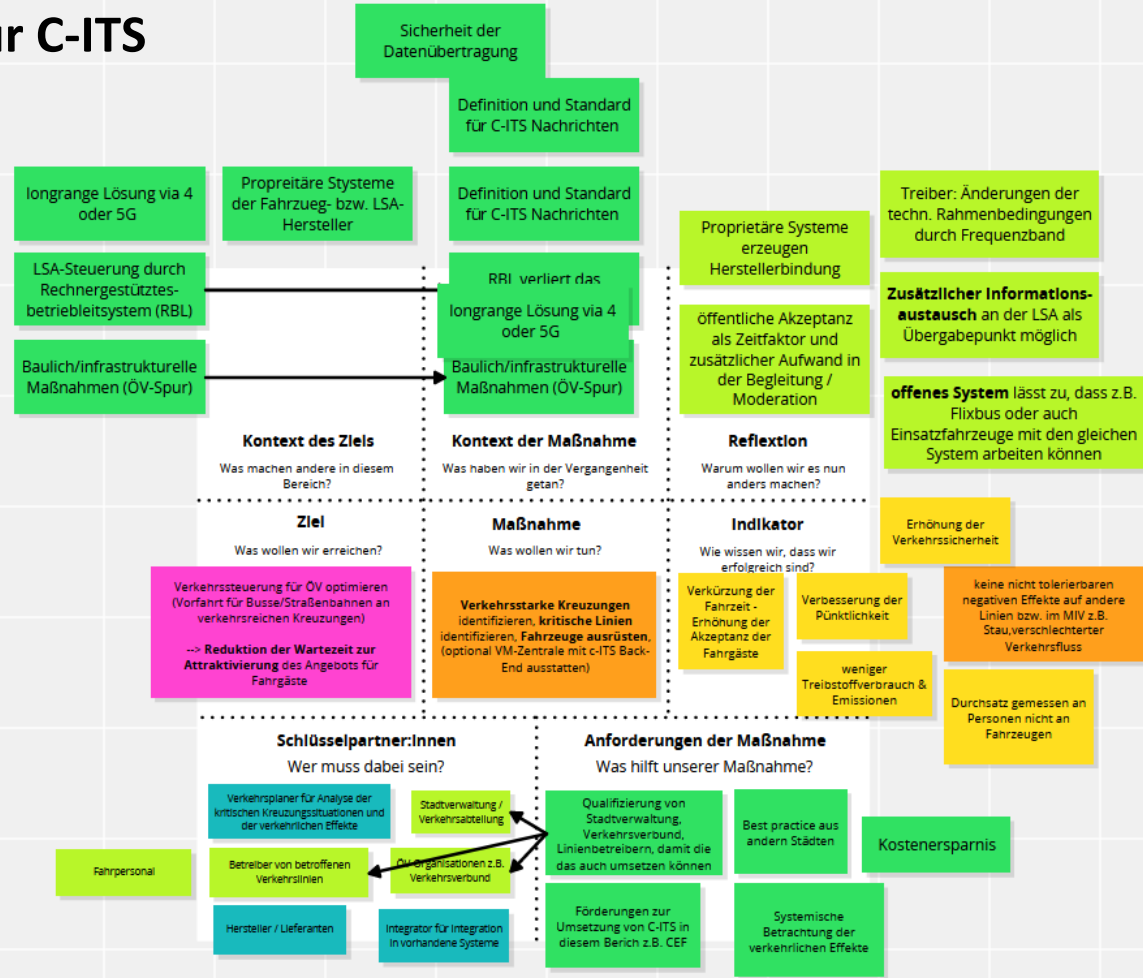 ür C-ITS
Sicherheit der
Datenübertragung
Definition und Standard
für C-ITS Nachrichten
longrange Lösung via 4
oder 5G
Propreitäre Stysteme
der Fahrzueg- bzw. LSA-
Hersteller
Definition und Standard
für C-ITS Nachrichten
Proprietäre Systeme
erzeugen
Herstellerbindung
Treiber: Änderungen der
techn. Rahmenbedingungen
durch Frequenzband
LSA-Steuerung durch
Rechnergestütztes-
betriebleitsystem (RBL)
RBL verliert das
longrange Lösung via 4
oder 5G
öffentliche Akzeptanz
als Zeitfaktor und
zusätzlicher Aufwand in
der Begleitung /
Moderation
Zusätzlicher Informations-
austausch an der LSA als
Übergabepunkt möglich
Baulich/infrastrukturelle
Maßnahmen (ÖV-Spur)
Baulich/infrastrukturelle
Maßnahmen (ÖV-Spur)
offenes System lässt zu, dass z.B.
Flixbus oder auch
Einsatzfahrzeuge mit den gleichen
System arbeiten können
Kontext des Ziels
Was machen andere in diesem
Bereich?
Kontext der Maßnahme
Was haben wir in der Vergangenheit
getan?
Reflextion
Warum wollen wir es nun
anders machen?
Ziel
Was wollen wir erreichen?
Maßnahme
Was wollen wir tun?
Indikator
Wie wissen wir, dass wir
erfolgreich sind?
Erhöhung der
Verkehrssicherheit
Verkehrssteuerung für ÖV optimieren
(Vorfahrt für Busse/Straßenbahnen an
verkehrsreichen Kreuzungen)
--> Reduktion der Wartezeit zur
Attraktivierung des Angebots für
Fahrgäste
Verkehrsstarke Kreuzungen
identifizieren, kritische Linien
identifizieren, Fahrzeuge ausrüsten,
(optional VM-Zentrale mit c-ITS Back-
End ausstatten)
Verkürzung der
Fahrzeit -
Erhöhung der
Akzeptanz der
Fahrgäste
Verbesserung der
Pünktlichkeit
weniger
Treibstoffverbrauch &
Emissionen
keine nicht tolerierbaren
negativen Effekte auf andere
Linien bzw. im MIV z.B.
Stau,verschlechterter
Verkehrsfluss
Durchsatz gemessen an
Personen nicht an
Fahrzeugen
Schlüsselpartner:Innen
Wer muss dabei sein?
Anforderungen der Maßnahme
Was hilft unserer Maßnahme?
Verkehrsplaner für Analyse der
kritischen Kreuzungssituationen und
der verkehrlichen Effekte
Stadtverwaltung /
Verkehrsabteilung
Qualifizierung von
Stadtverwaltung,
Verkehrsverbund,
Linienbetreibern, damit die
das auch umsetzen können
Best practice aus
andern Städten
Kostenersparnis
Fahrpersonal
Betreiber von betroffenen
Verkehrslinien
ÖV Organisationen z.B.
Verkehrsverbund
Hersteller / Lieferanten
Integrator für Integration
in vorhandene Systeme
Förderungen zur
Umsetzung von C-ITS in
diesem Berich z.B. CEF
Systemische
Betrachtung der
verkehrlichen Effekte